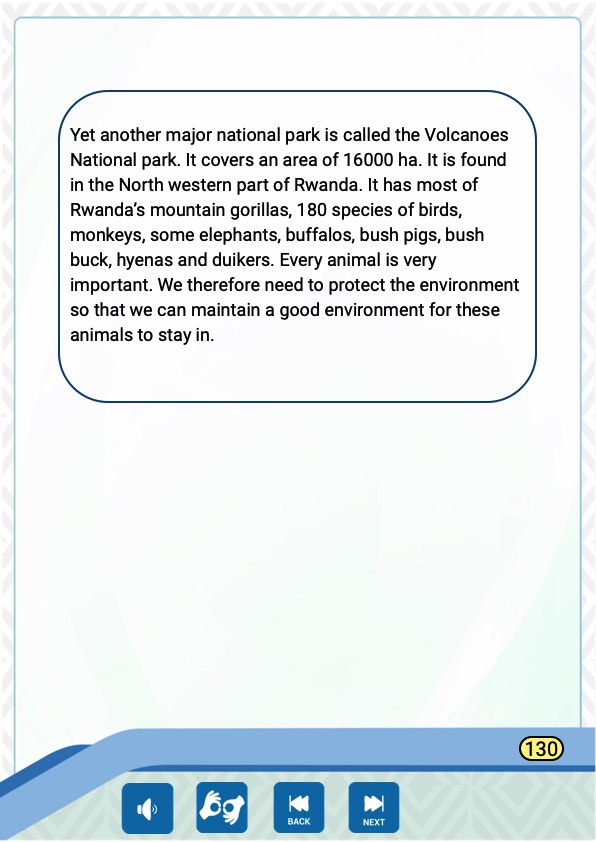 Yet another major national park is called the Volcanoes
National park. It covers an area of 16000 ha. It is found
in the North western part of Rwanda. It has most of
Rwanda’s mountain gorillas, 180 species of birds,
monkeys, some elephants, buffalos, bush pigs, bush
buck, hyenas and duikers. Every animal is very
important. We therefore need to protect the environment
so that we can maintain a good environment for these
animals to stay in.
130
BACK
NEXT